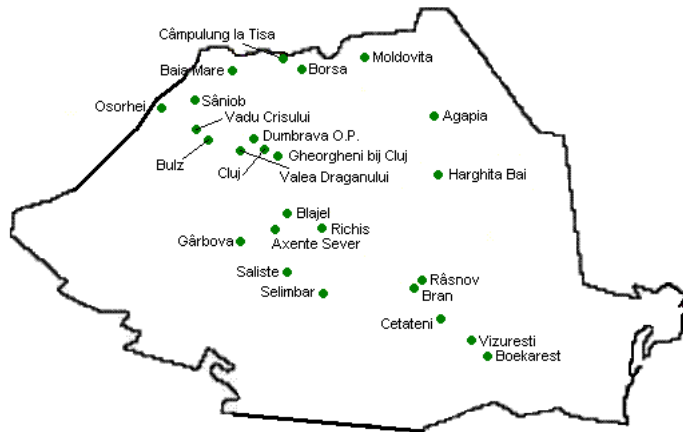 Câmpulung la Tisa
Moldovita
Baia Mare
Borsa
Osorhei
Sâniob
Vadu Crisului
Agapia
Dumbrava O.P.
Bulz
Gheorgheni bij Cluj
Cluj
Valea Draganului
Harghita Bai
Blajel
Richis
Gârbova
Axente Sever
Saliste
Râsnov
Selimbar
Bran
Cetateni
Vizuresti
Boekarest